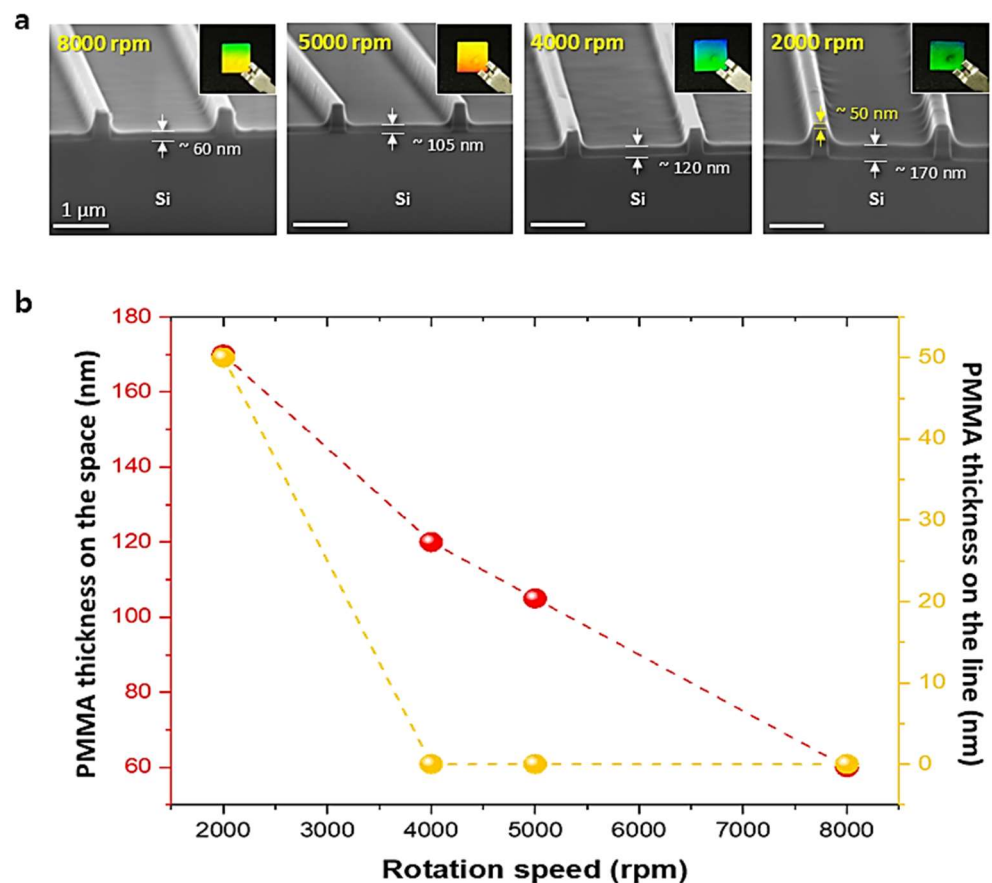 a
8000 rpm
5000 rpm
4000 rpm
2000 rpm
~ 60 nm
~ 105 nm
~ 120 nm
~ 50 nm
~ 170 nm
Si
Si
Si
Si
1 μm
b
PMMA thickness on the space (nm)
180
160
140
120
100
80
60
50
40
30
20
10
0
PMMA thickness on the line (nm)
2000 3000 4000 5000 6000 7000 8000
Rotation speed (rpm)